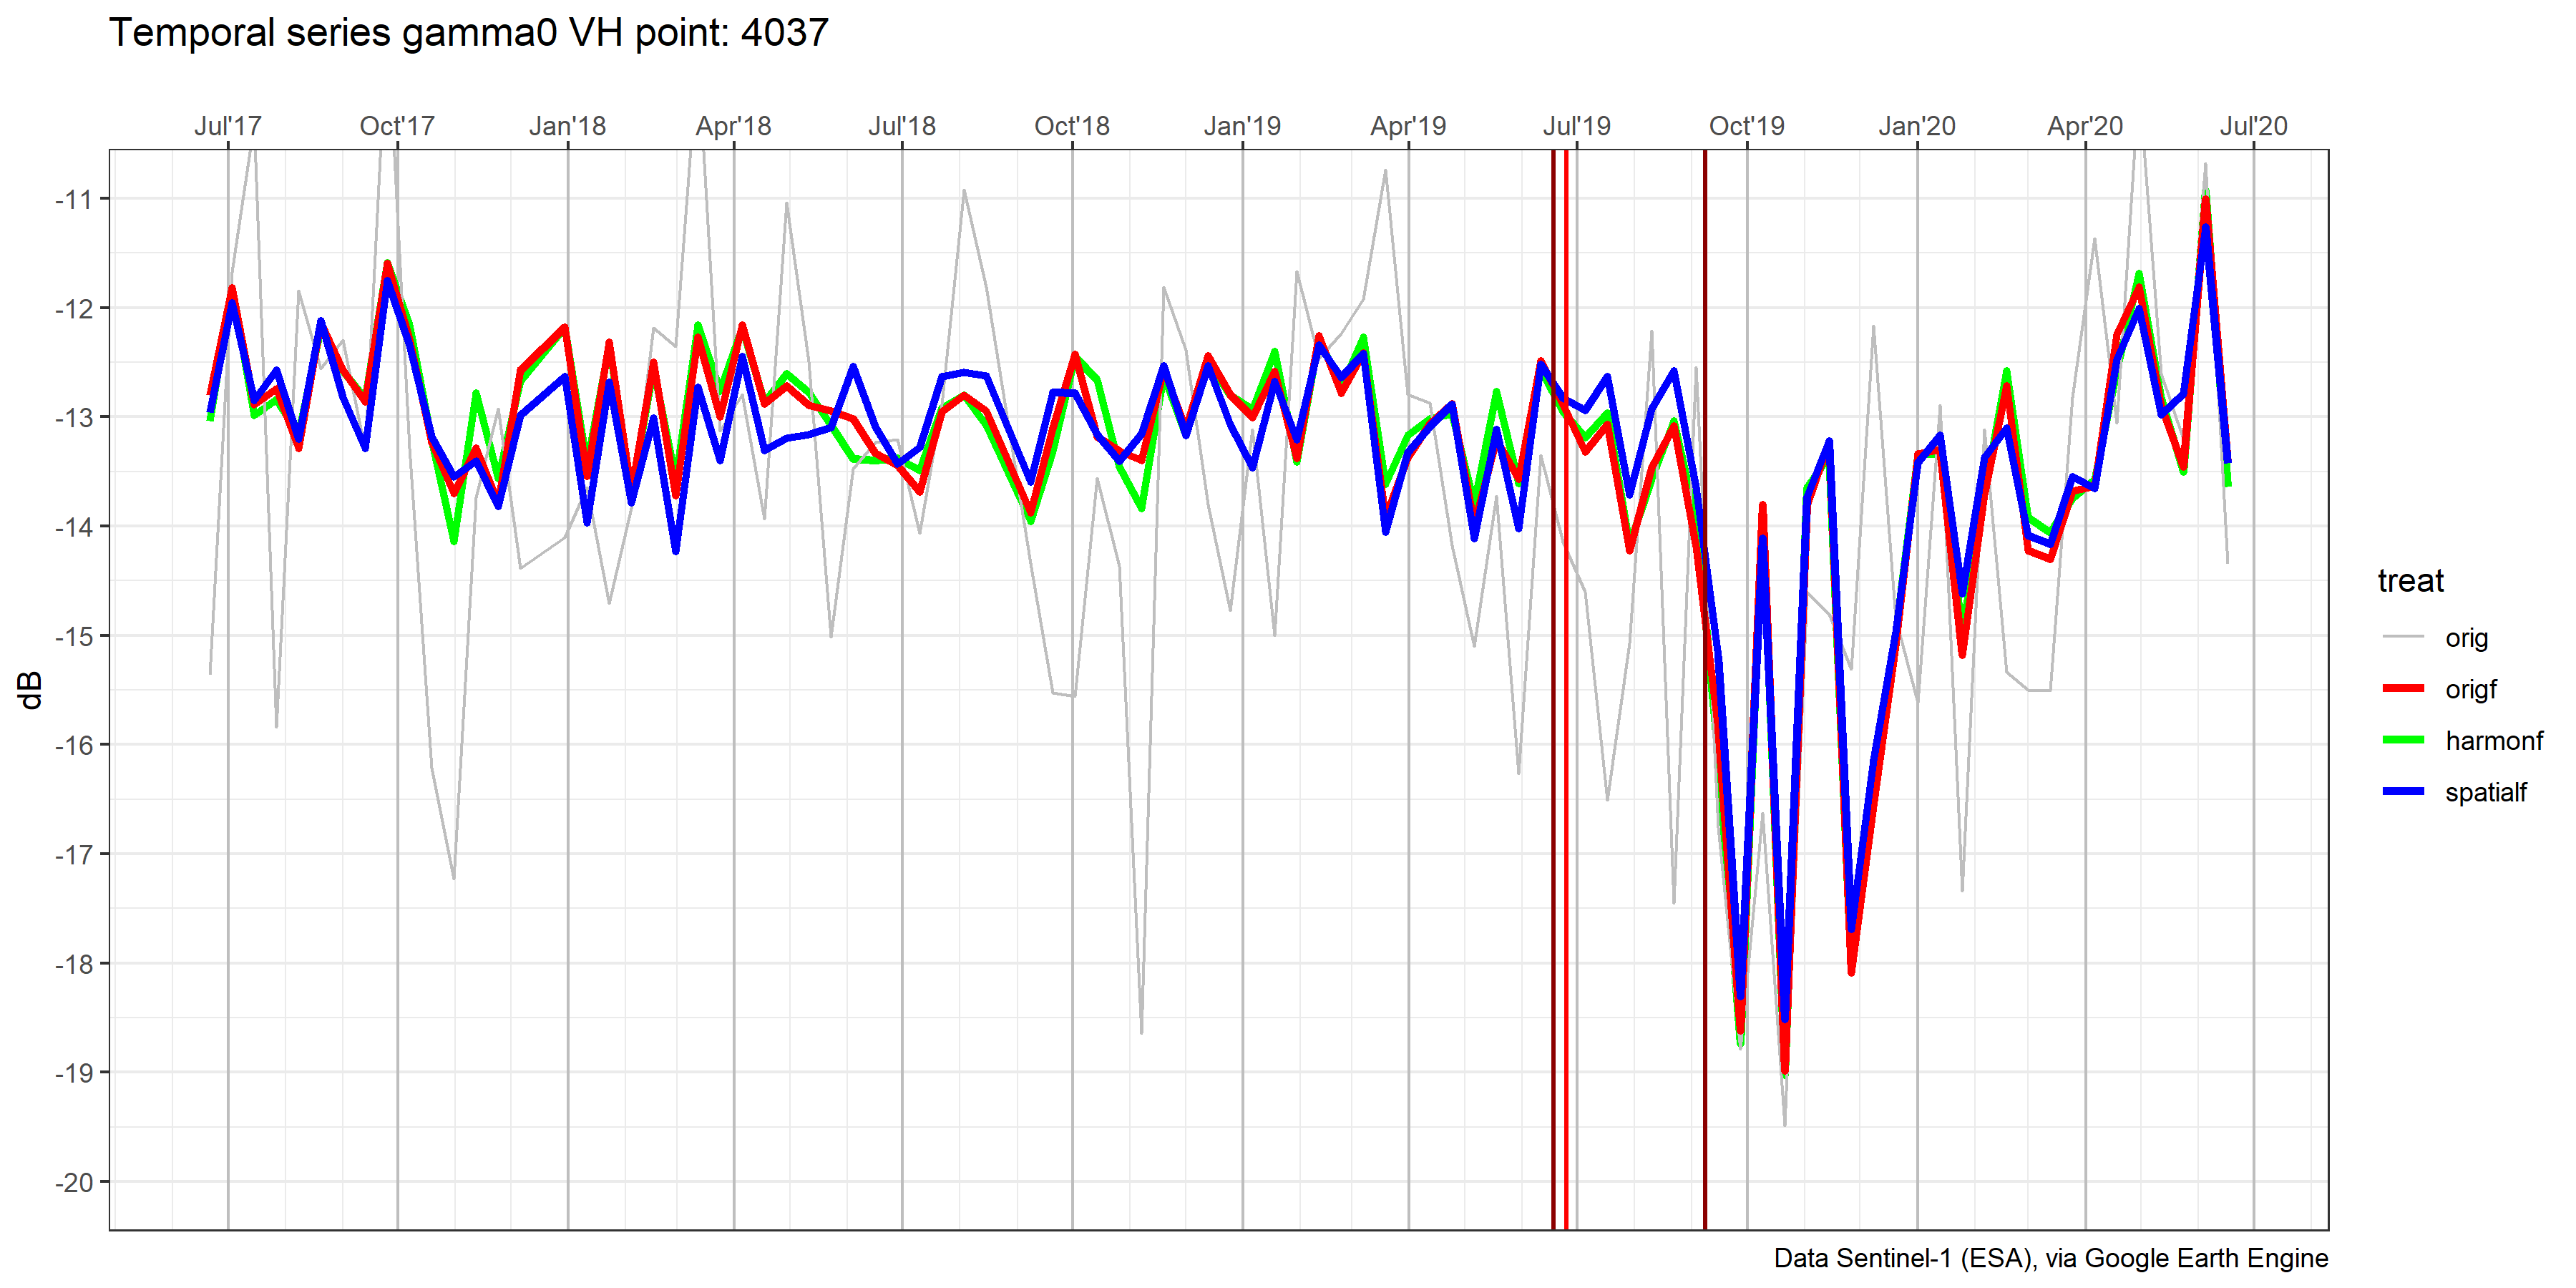 Temporal series gamma0 VH point: 4037
Jul'17 Oct'17 Jan'18 Apr'18 Jul'18 Oct'18 Jan'19 Apr'19 Jul'19 Oct'19 Jan'20 Apr'20 Jul'20
-11
-12
-13
-14
-15
-16
-17
-18
-19
-20
dB
treat
orig
origf
harmonf
spatialf
Data Sentinel-1 (ESA), via Google Earth Engine